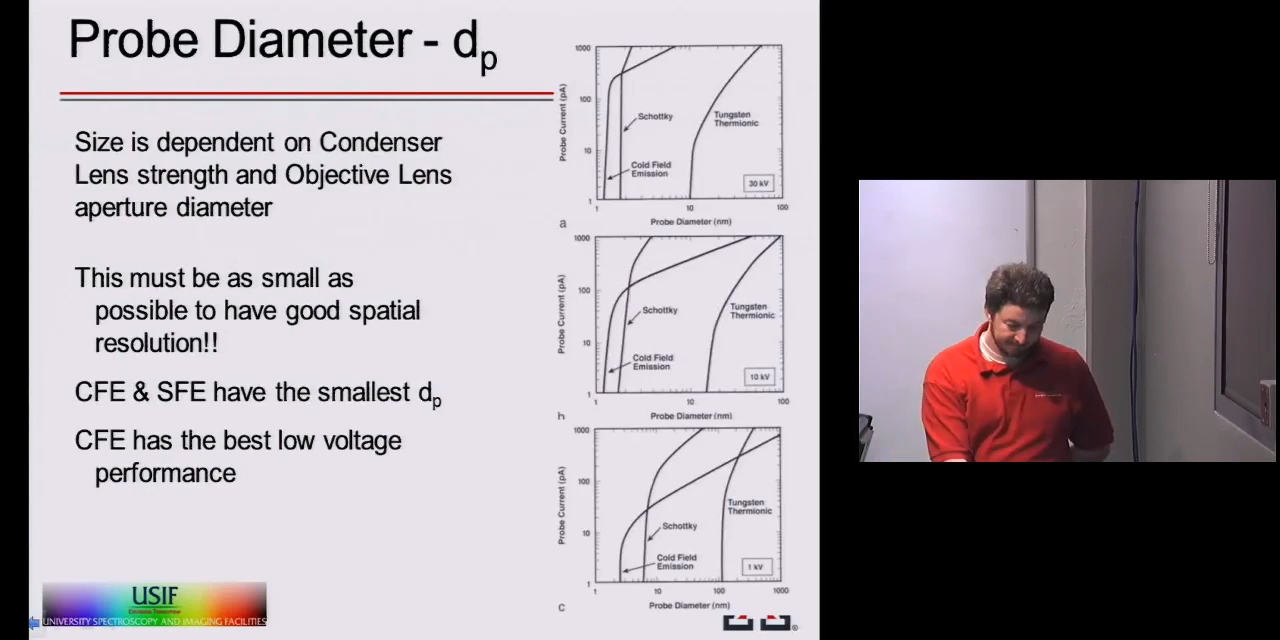 Probe Diameter - dp
Size is dependent on Condenser
Lens strength and Objective Lens
aperture diameter
This must be as small as
possible to have good spatial
resolution!!
CFE & SFE have the smallest dp
CFE has the best low voltage
performance
1000
100
10
1
Probe Current (pA)
Schottky
Tungsten
Thermionic
Cold Field
Emission
30 kV
1
10
100
Probe Diameter (nm)
a
1000
100
10
1
Probe Current (pA)
Schottky
Tungsten
Thermionic
Cold Field
Emission
10 kV
1
10
100
Probe Diameter (nm)
b
1000
100
10
1
Probe Current (pA)
Tungsten
Thermionic
Schottky
Cold Field
Emission
1 kV
1
10
100
1000
Probe Diameter (nm)
c
USIF
UNIVERSITY SPECTROSCOPY AND IMAGING FACILITIES